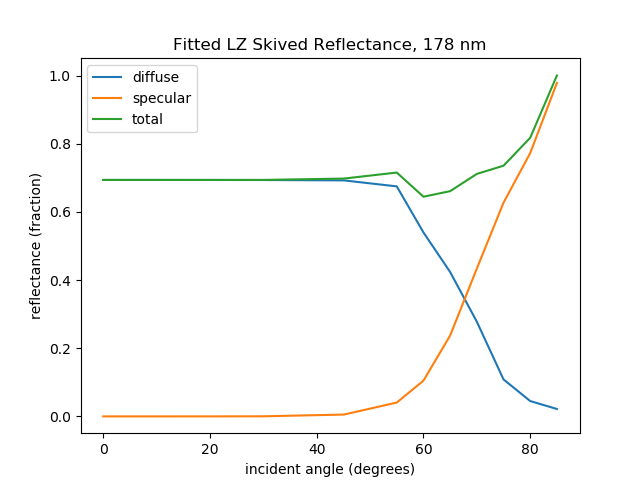 Fitted LZ Skived Reflectance, 178 nm
diffuse
specular
total
reflectance (fraction)
1.0
0.8
0.6
0.4
0.2
0.0
0 20 40 60 80
incident angle (degrees)